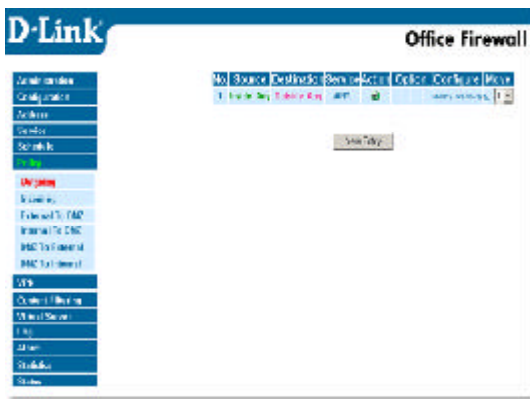 D-Link
Office Firewall
Administration
Configuration
Address
Service
Schedule
Policy
Outgoing
Incoming
External To DMZ
Internal To DMZ
DMZ To External
DMZ To Internal
VPN
Content Filtering
Virtual Server
Log
Alarm
Statistics
Status
No. Source Destination Service Action Option Configure Move
1 Inside Any Outside Any ANY 1
New Entry